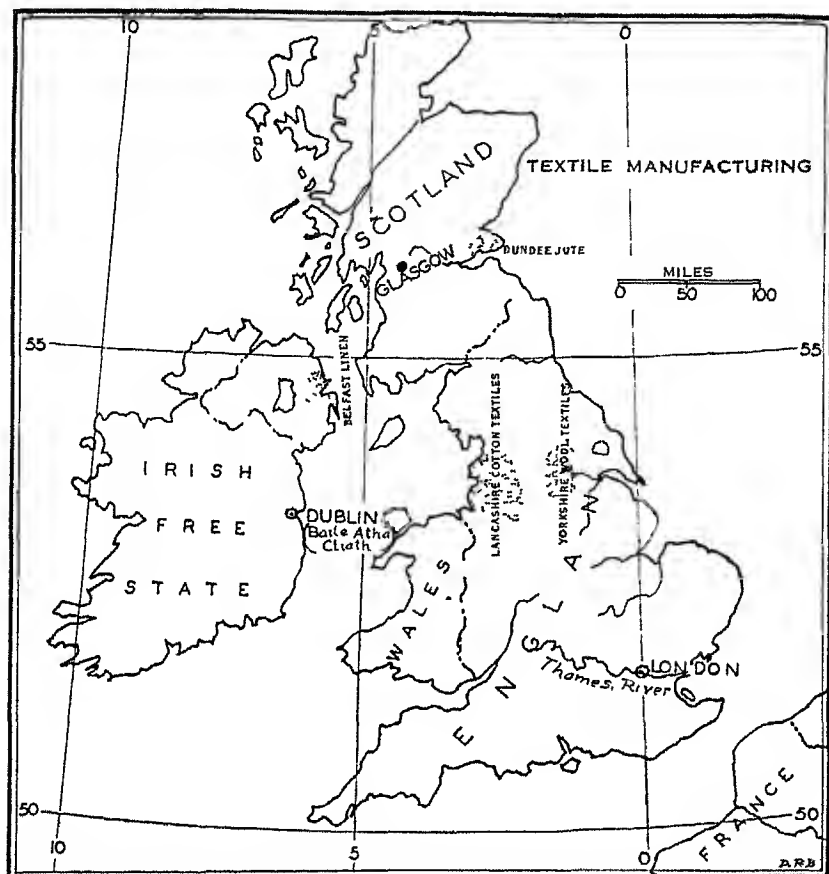 10
0
SCOTLAND
TEXTILE MANUFACTURING
GLASGOW
DUNDEE JUTE
MILES
0 50 100
55
55
BELFAST LINEN
LANCASHIRE COTTON TEXTILES
YORKSHIRE WOOL TEXTILES
IRISH
FREE
STATE
DUBLIN
Baile Atha
Cliath
WALES
ENGLAND
LONDON
Thames River
FRANCE
50
50
10
5
0